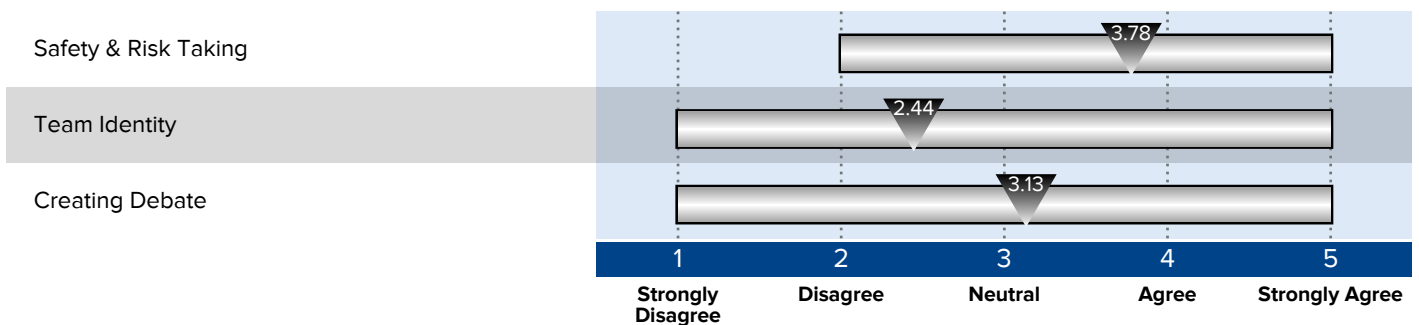 Safety & Risk Taking
3.78
Team Identity
2.44
Creating Debate
3.13
1 2 3 4 5
Strongly Disagree Neutral Agree Strongly Agree
Disagree